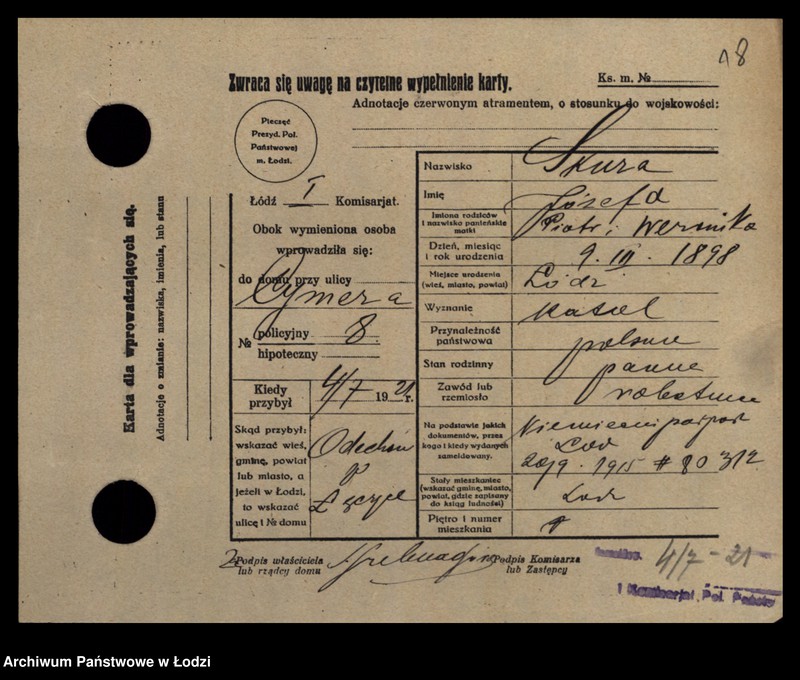 18
Zwraca się uwagę na czytelne wypełnienie karty.
Ks. m. №
Adnotacje czerwonym atramentem, o stosunku do wojskowości:
Pieczęć
Prezyd. Pol.
Państwowej
m. Łodzi.
Karta dla wprowadzających się.
Adnotacje o zmianie: nazwiska, imienia, lub stanu
Łódź I Komisarjat.
Obok wymieniona osoba
wprowadziła się:
do domu przy ulicy
Cymera
№ policyjny 8
hipoteczny
Kiedy przybył 4/7 1921 r.
Skąd przybył:
wskazać wieś,
gminę, powiat
lub miasto, a
jeżeli w Łodzi,
to wskazać
ulicę i № domu
Odechów
p
Nazwisko Skura
Imię Józefa
Imiona rodziców
i nazwisko panieńskie
matki
Piotr i Weronika
Dzień, miesiąc
i rok urodzenia
9. III. 1898
Miejsce urodzenia
(wieś, miasto, powiat)
Łódź
Wyznanie katol
Przynależność
państwowa
polska
Stan rodzinny panna
Zawód lub
rzemiosło
robotnica
Na podstawie jakich
dokumentów, przez
kogo i kiedy wydanych
zameldowany.
Niemiecki paszport
20/9. 1915 # 80312
Stały mieszkaniec
(wskazać gminę, miasto,
powiat, gdzie zapisany
do ksiąg ludności)
Łódź
Piętro i numer
mieszkania
Podpis właściciela
lub rządcy domu
Podpis Komisarza
lub Zastępcy
4/7 - 21
I Komisarjat Pol. Państw
Archiwum Państwowe w Łodzi